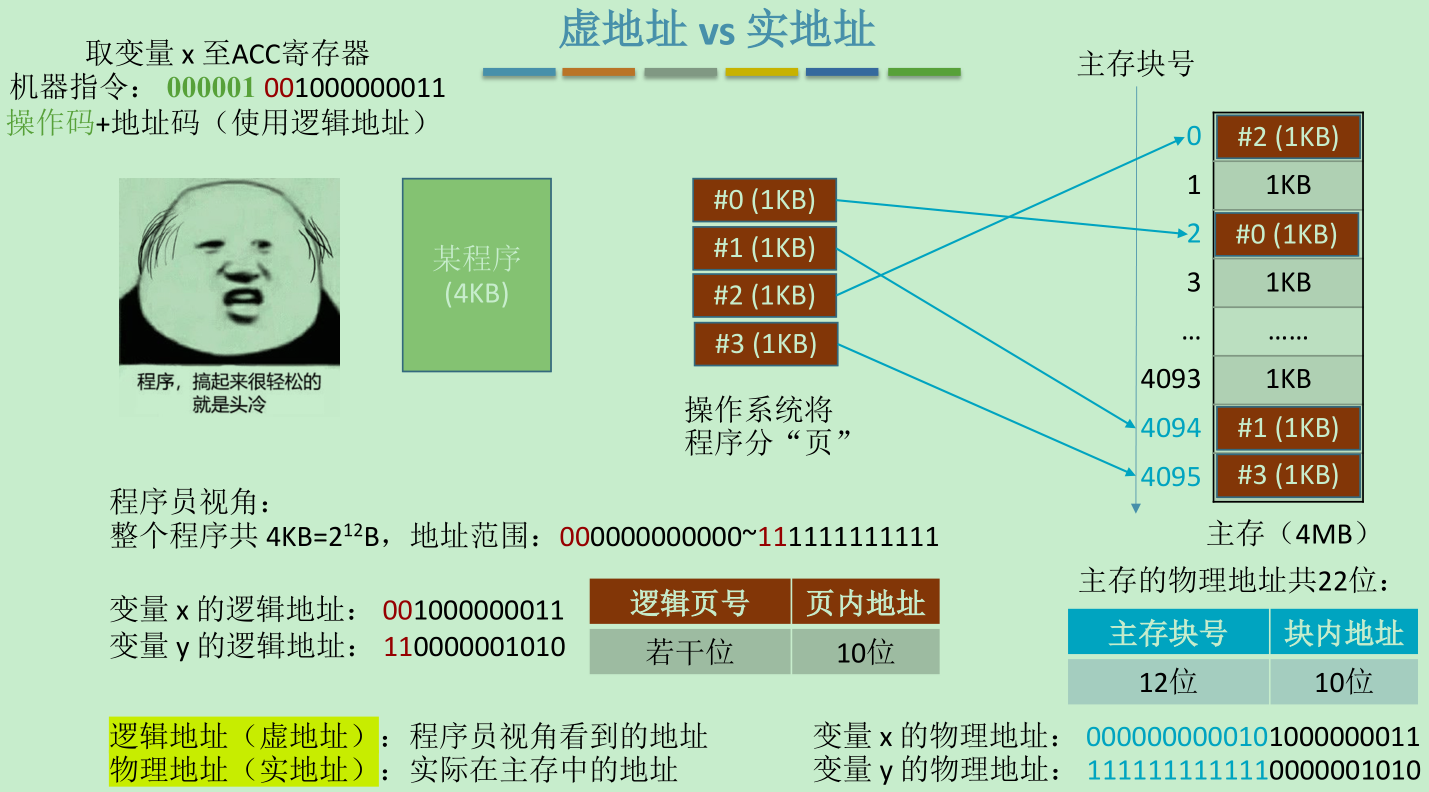 虚地址 vs 实地址
取变量 x 至ACC寄存器
机器指令： 000001 001000000011
操作码+地址码（使用逻辑地址）
程序，搞起来很轻松的
就是头冷
某程序
(4KB)
#0 (1KB)
#1 (1KB)
#2 (1KB)
#3 (1KB)
操作系统将
程序分“页”
主存块号
0 #2 (1KB)
1 1KB
2 #0 (1KB)
3 1KB
... ......
4093 1KB
4094 #1 (1KB)
4095 #3 (1KB)
主存（4MB）
程序员视角：
整个程序共 4KB=2¹²B，地址范围：000000000000~111111111111
变量 x 的逻辑地址： 001000000011
变量 y 的逻辑地址： 110000001010
逻辑页号 页内地址
若干位 10位
主存的物理地址共22位：
主存块号 块内地址
12位 10位
逻辑地址（虚地址）：程序员视角看到的地址
物理地址（实地址）：实际在主存中的地址
变量 x 的物理地址： 0000000000101000000011
变量 y 的物理地址： 1111111111110000001010